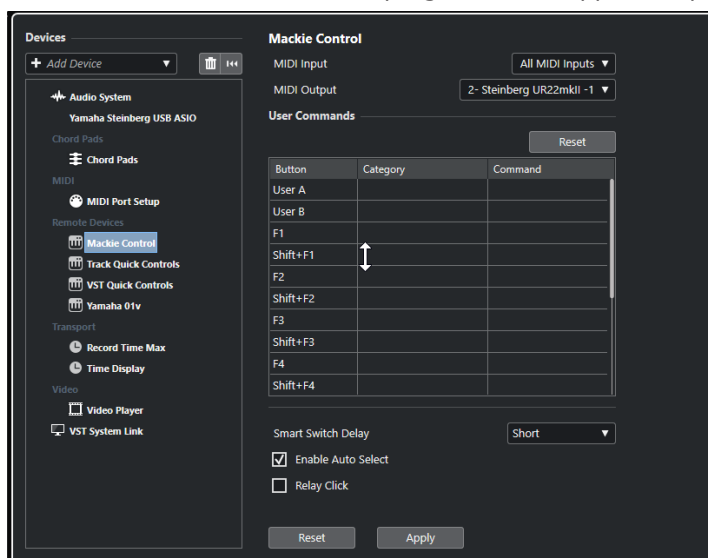 Devices
+ Add Device
Audio System
Yamaha Steinberg USB ASIO
Chord Pads
Chord Pads
MIDI
MIDI Port Setup
Remote Devices
Mackie Control
Track Quick Controls
VST Quick Controls
Yamaha 01v
Transport
Record Time Max
Time Display
Video
Video Player
VST System Link
Mackie Control
MIDI Input All MIDI Inputs
MIDI Output 2- Steinberg UR22mkII -1
User Commands
Reset
Button Category Command
User A
User B
F1
Shift+F1
F2
Shift+F2
F3
Shift+F3
F4
Shift+F4
Smart Switch Delay Short
Enable Auto Select
Relay Click
Reset Apply